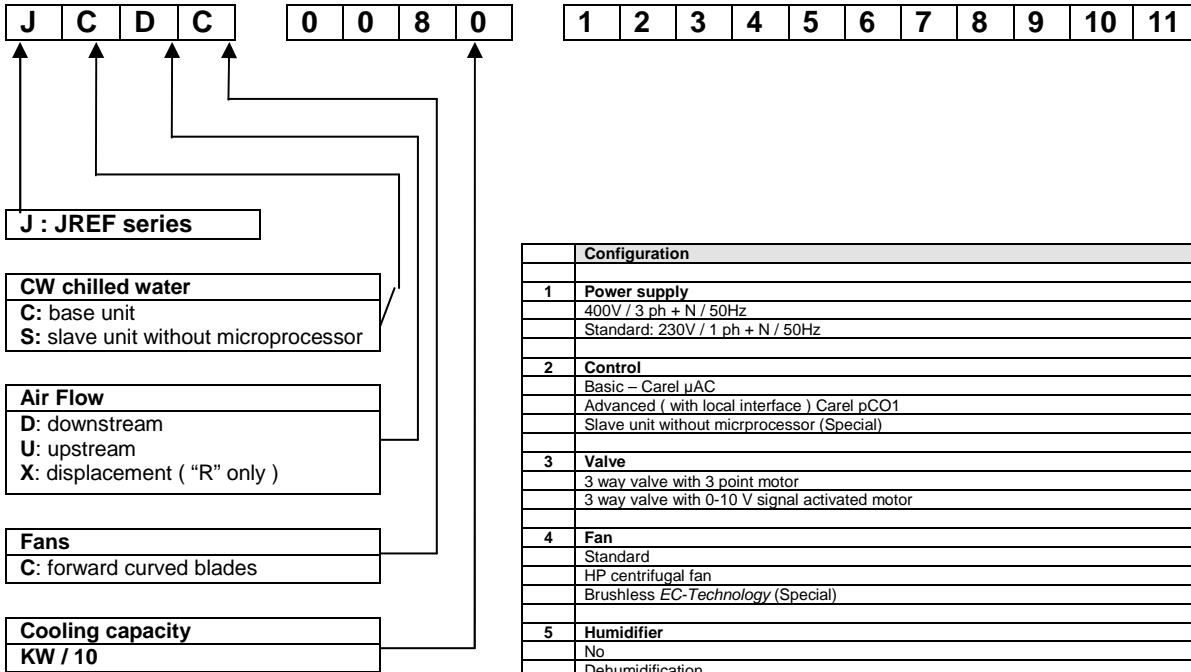 J C D C 0 0 8 0 1 2 3 4 5 6 7 8 9 10 11
J : JREF series
CW chilled water
C: base unit
S: slave unit without microprocessor
Air Flow
D: downstream
U: upstream
X: displacement ( “R” only )
Fans
C: forward curved blades
Cooling capacity
KW / 10
Configuration
1 Power supply
400V / 3 ph + N / 50Hz
Standard: 230V / 1 ph + N / 50Hz
2 Control
Basic – Carel µAC
Advanced ( with local interface ) Carel pCO1
Slave unit without micrprocessor (Special)
3 Valve
3 way valve with 3 point motor
3 way valve with 0-10 V signal activated motor
4 Fan
Standard
HP centrifugal fan
Brushless EC-Technology (Special)
5 Humidifier
No
Dehumidification